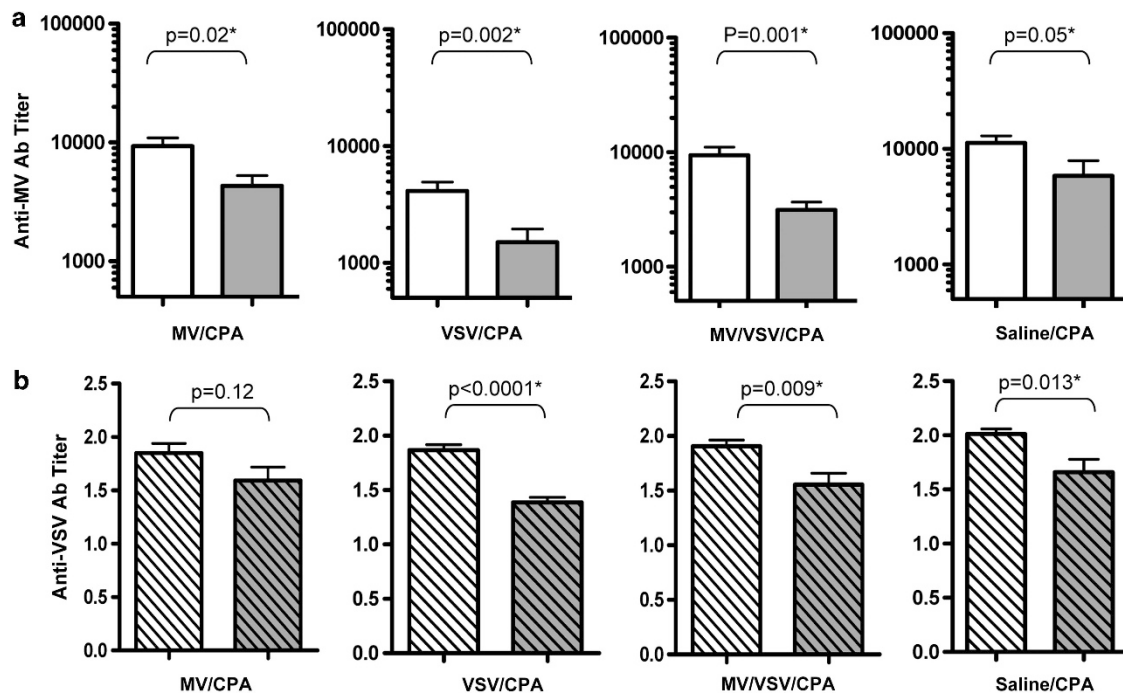 a
p=0.02*
p=0.002*
P=0.001*
p=0.05*
Anti-MV Ab Titer
100000
10000
1000
100000
10000
1000
100000
10000
1000
100000
10000
1000
MV/CPA
VSV/CPA
MV/VSV/CPA
Saline/CPA
b
p=0.12
p<0.0001*
p=0.009*
p=0.013*
Anti-VSV Ab Titer
2.5
2.0
1.5
1.0
0.5
0.0
2.5
2.0
1.5
1.0
0.5
0.0
2.5
2.0
1.5
1.0
0.5
0.0
2.5
2.0
1.5
1.0
0.5
0.0
MV/CPA
VSV/CPA
MV/VSV/CPA
Saline/CPA